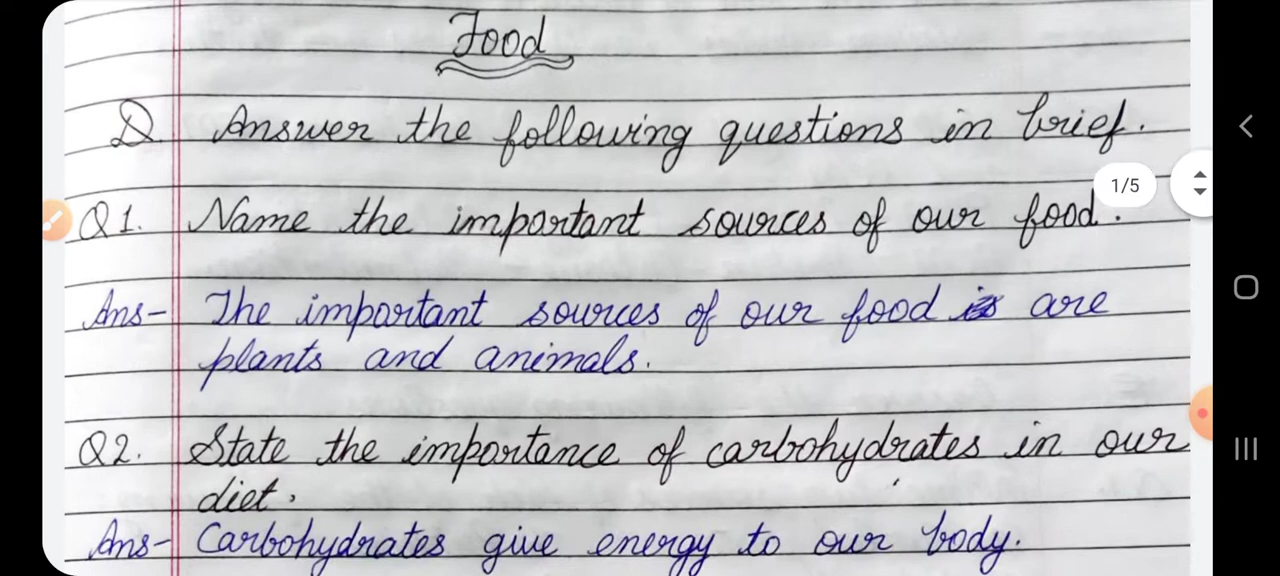 Food
D Answer the following questions in brief.
1/5
Q1. Name the important sources of our food.
Ans- The important sources of our food is are
plants and animals.
Q2. State the importance of carbohydrates in our
diet.
Ans- Carbohydrates give energy to our body.